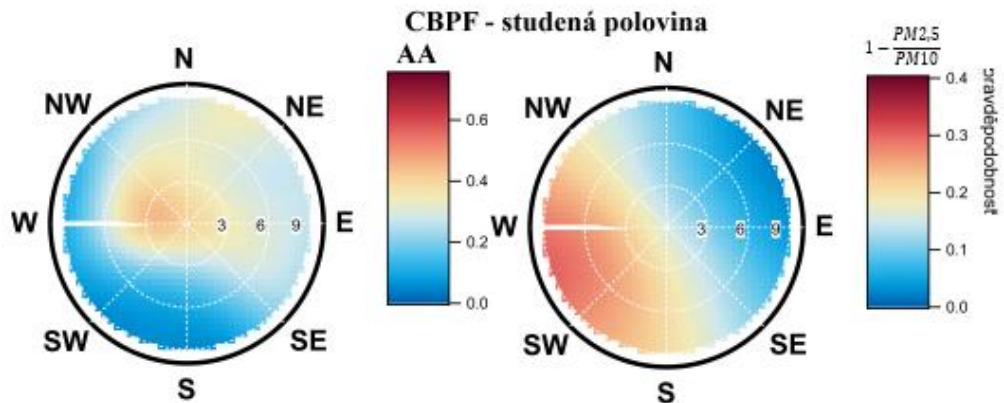 CBPF - studená polovina
AA
N
NE
E
SE
S
SW
W
NW
3 6 9
0.6
0.4
0.2
0.0
1 − PM2,5/PM10
N
NE
E
SE
S
SW
W
NW
3 6 9
0.4
0.3
0.2
0.1
0.0
pravděpodobnost